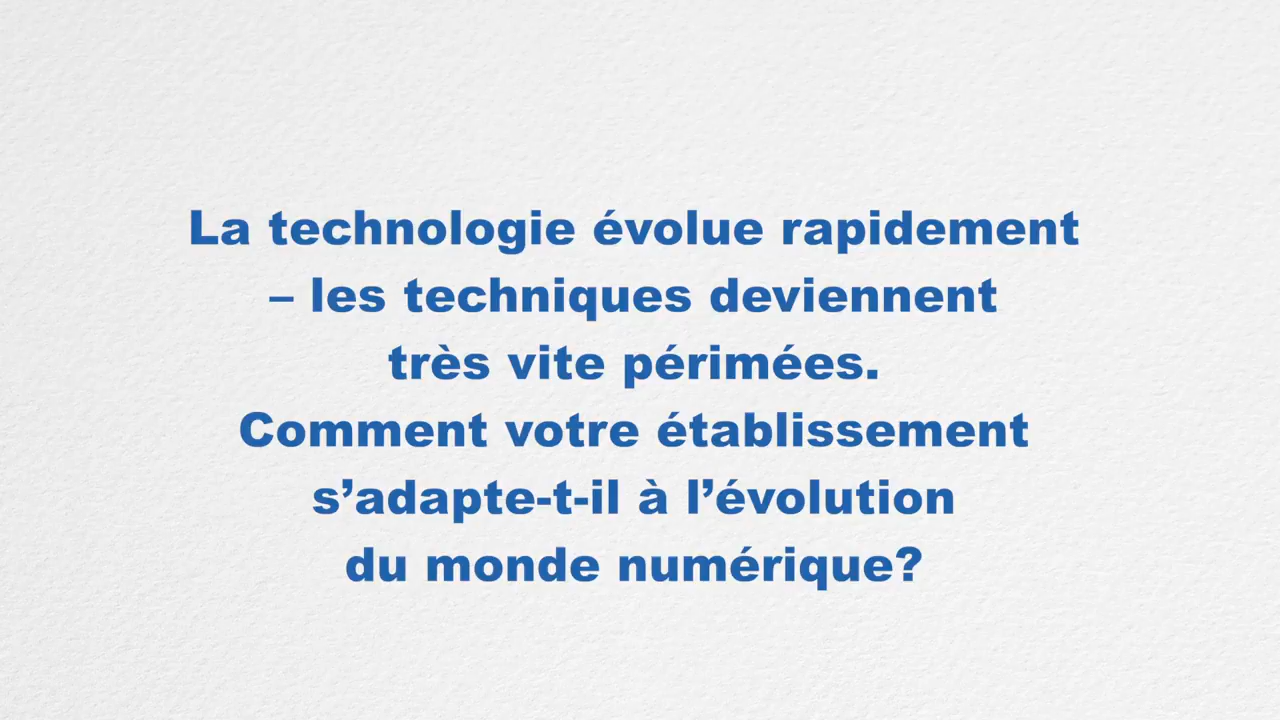 La technologie évolue rapidement
– les techniques deviennent
très vite périmées.
Comment votre établissement
s’adapte-t-il à l’évolution
du monde numérique?